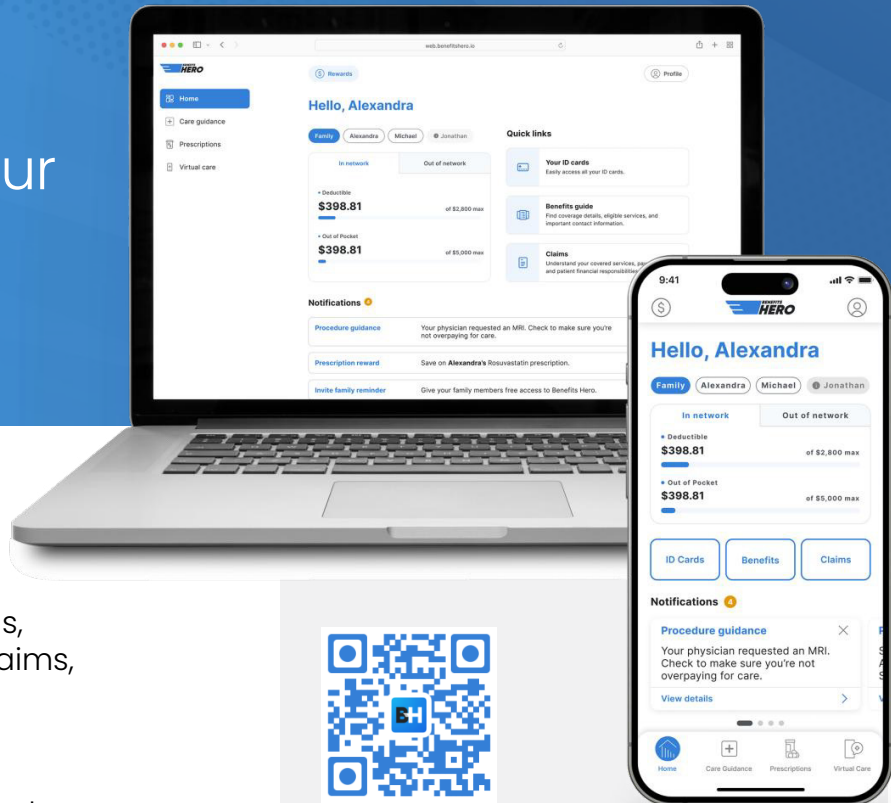 ur
web.benefitshero.io
BENEFITS
HERO
Rewards
Profile
Home
Care guidance
Prescriptions
Virtual care
Hello, Alexandra
Family
Alexandra
Michael
Jonathan
In network
Out of network
Deductible
$398.81
of $2,800 max
Out of Pocket
$398.81
of $5,000 max
Quick links
Your ID cards
Easily access all your ID cards.
Benefits guide
Find coverage details, eligible services, and
important contact information.
Claims
Understand your covered services,
and patient financial responsibilities
Notifications 4
Procedure guidance
Your physician requested an MRI. Check to make sure you're
not overpaying for care.
Prescription reward
Save on Alexandra's Rosuvastatin prescription.
Invite family reminder
Give your family members free access to Benefits Hero.
9:41
BENEFITS
HERO
Hello, Alexandra
Family
Alexandra
Michael
Jonathan
In network
Out of network
Deductible
$398.81
of $2,800 max
Out of Pocket
$398.81
of $5,000 max
ID Cards
Benefits
Claims
Notifications 4
Procedure guidance
Your physician requested an MRI.
Check to make sure you're not
overpaying for care.
View details
Home
Care Guidance
Prescriptions
Virtual Care
s,
aims,
BH